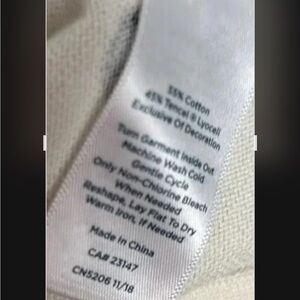 55% Cotton
45% Tencel® Lyocell
Exclusive Of Decoration
Turn Garment Inside Out
Machine Wash Cold
Gentle Cycle
Only Non-Chlorine Bleach
When Needed
Reshape, Lay Flat To Dry
Warm Iron, If Needed
Made In China
CA# 23147
CN5206 11/18